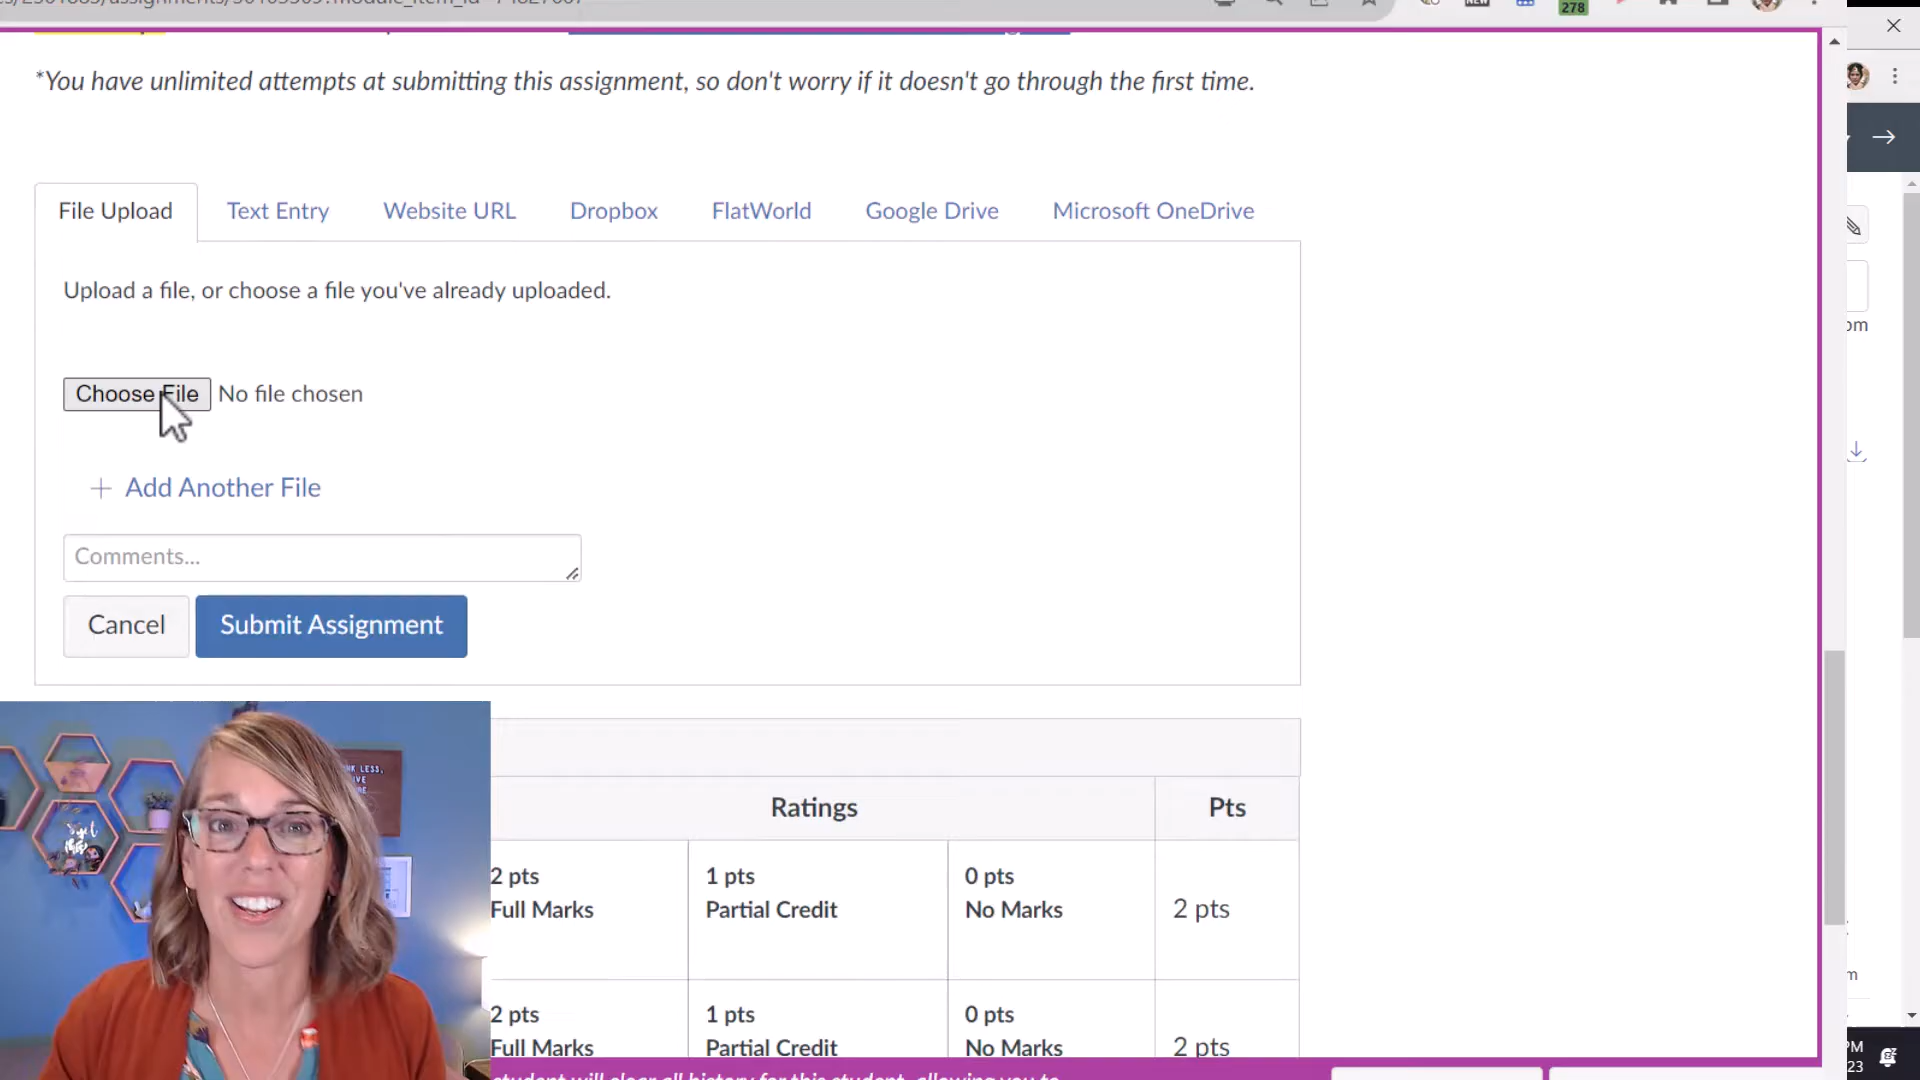 278
*You have unlimited attempts at submitting this assignment, so don't worry if it doesn't go through the first time.
File Upload Text Entry Website URL Dropbox FlatWorld Google Drive Microsoft OneDrive
Upload a file, or choose a file you've already uploaded.
Choose File No file chosen
+ Add Another File
Comments...
Cancel Submit Assignment
Ratings Pts
2 pts 1 pts 0 pts
Full Marks Partial Credit No Marks 2 pts
2 pts 1 pts 0 pts
Full Marks Partial Credit No Marks 2 pts
PM
23